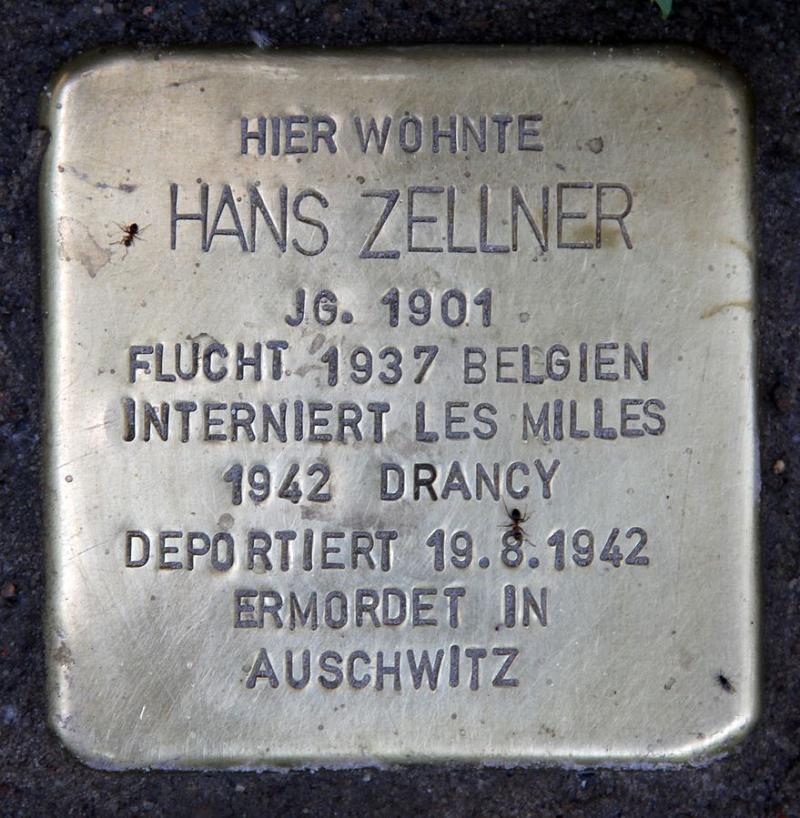 HIER WOHNTE
HANS ZELLNER
JG. 1901
FLUCHT 1937 BELGIEN
INTERNIERT LES MILLES
1942 DRANCY
DEPORTIERT 19.8.1942
ERMORDET IN
AUSCHWITZ